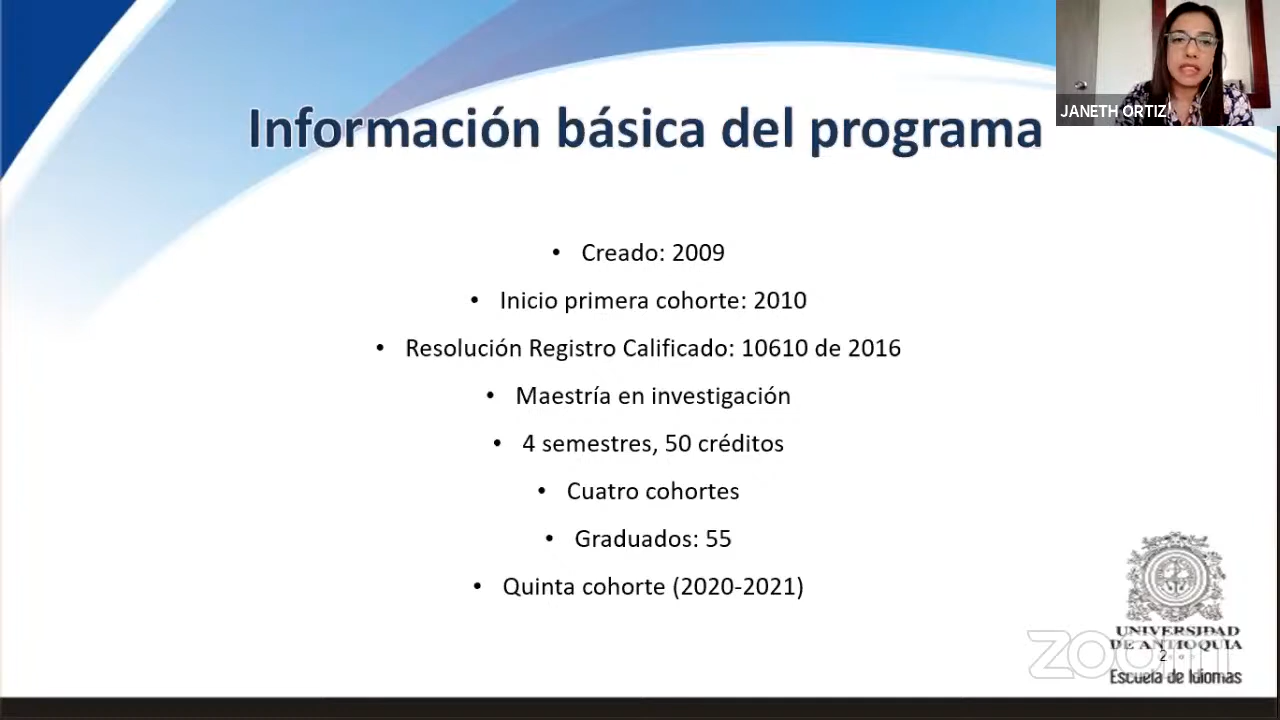 JANETH ORTIZ
Información básica del programa
• Creado: 2009
• Inicio primera cohorte: 2010
• Resolución Registro Calificado: 10610 de 2016
• Maestría en investigación
• 4 semestres, 50 créditos
• Cuatro cohortes
• Graduados: 55
• Quinta cohorte (2020-2021)
UNIVERSIDAD
DE ANTIOQUIA
zoom
2
Escuela de Idiomas